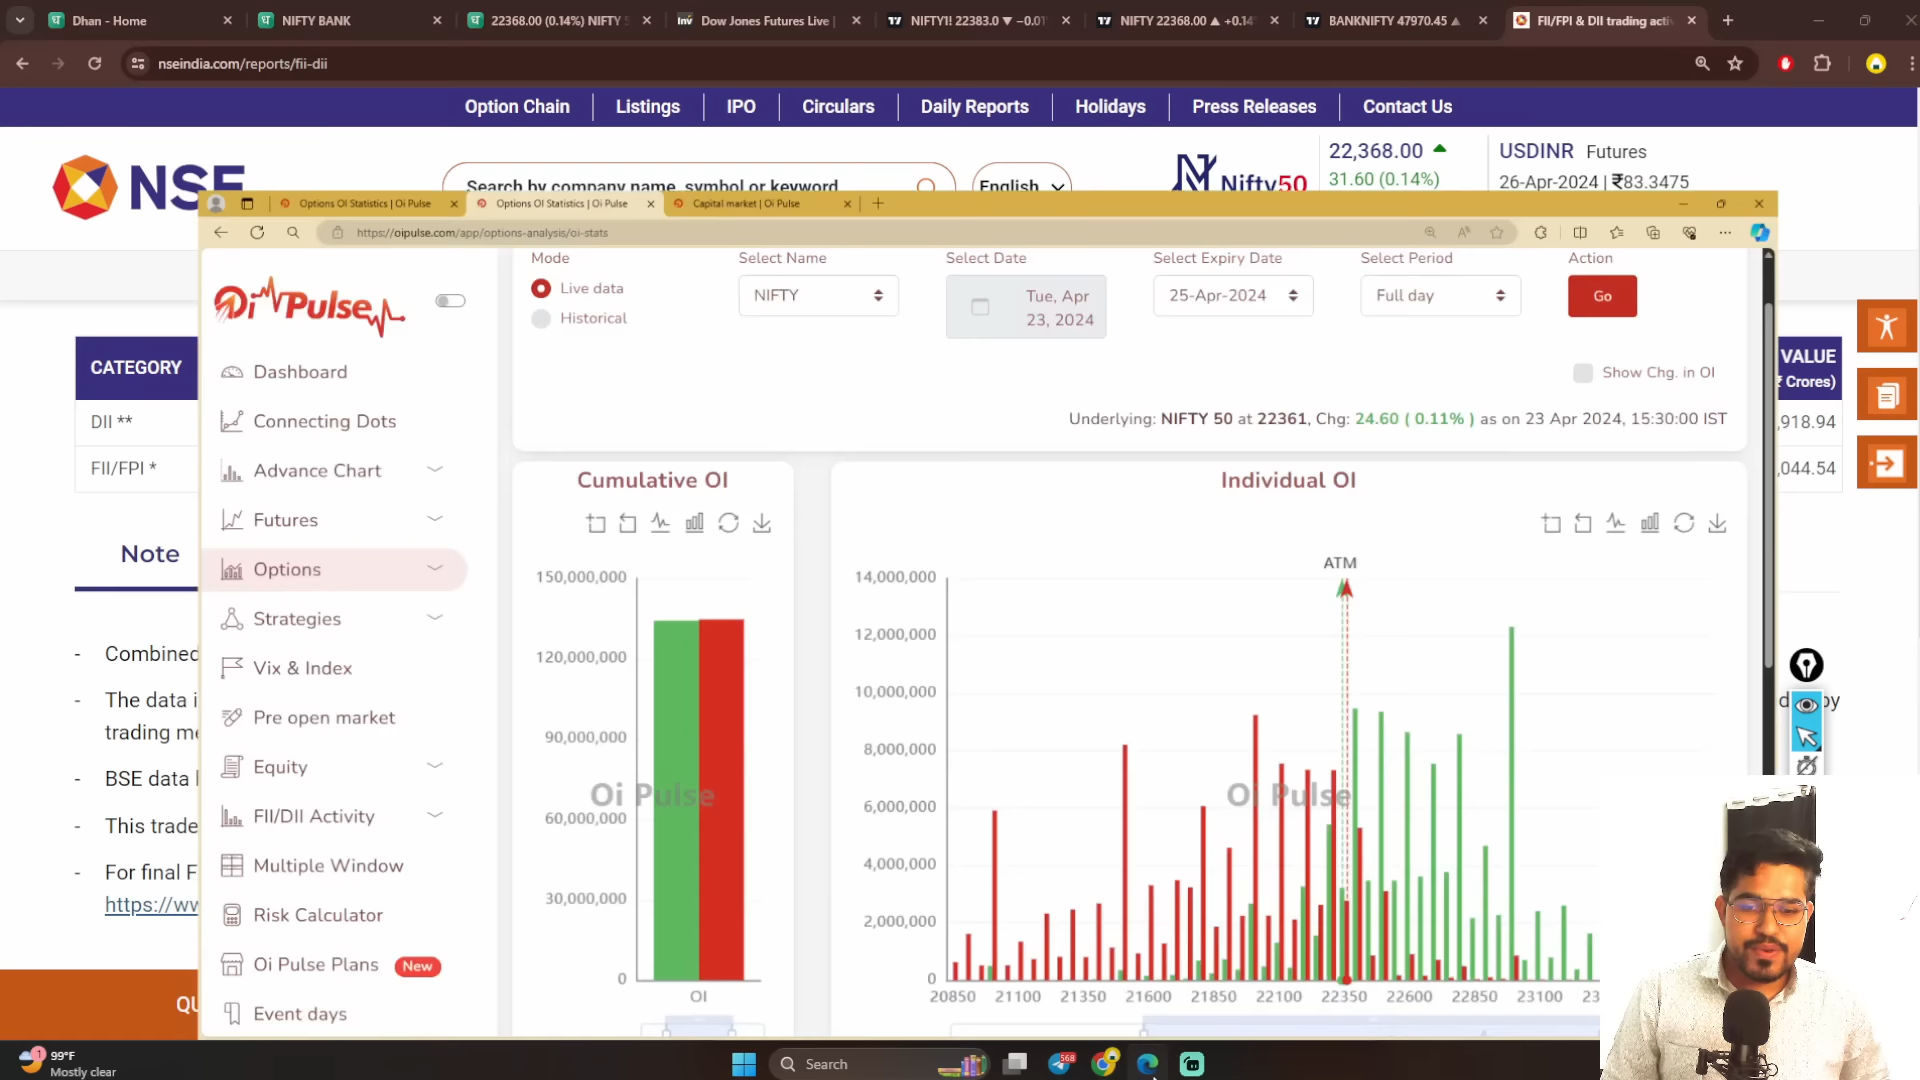 Dhan - Home
NIFTY BANK
22368.00 (0.14%) NIFTY
Dow Jones Futures Live |
NIFTY1! 22383.0 ▼ −0.01
NIFTY 22368.00 ▲ +0.14
BANKNIFTY 47970.45 ▲
FII/FPI & DII trading acti
nseindia.com/reports/fii-dii
Option Chain
Listings
IPO
Circulars
Daily Reports
Holidays
Press Releases
Contact Us
NSE
Search by company name, symbol or keyword
English
Nifty50
22,368.00
31.60 (0.14%)
USDINR Futures
26-Apr-2024 | ₹83.3475
Options OI Statistics | Oi Pulse
Options OI Statistics | Oi Pulse
Capital market | Oi Pulse
https://oipulse.com/app/options-analysis/oi-stats
Oi Pulse
Mode
Live data
Historical
Select Name
NIFTY
Select Date
Tue, Apr
23, 2024
Select Expiry Date
25-Apr-2024
Select Period
Full day
Action
Go
Show Chg. in OI
Underlying: NIFTY 50 at 22361, Chg: 24.60 ( 0.11% ) as on 23 Apr 2024, 15:30:00 IST
Dashboard
Connecting Dots
Advance Chart
Futures
Options
Strategies
Vix & Index
Pre open market
Equity
FII/DII Activity
Multiple Window
Risk Calculator
Oi Pulse Plans New
Event days
Cumulative OI
150,000,000
120,000,000
90,000,000
60,000,000
30,000,000
0
OI
Oi Pulse
Individual OI
ATM
14,000,000
12,000,000
10,000,000
8,000,000
6,000,000
4,000,000
2,000,000
0
20850 21100 21350 21600 21850 22100 22350 22600 22850 23100
Oi Pulse
CATEGORY
DII **
FII/FPI *
VALUE
Crores)
,918.94
,044.54
Note
- Combined
- The data
trading
by
- BSE data
- This trade
- For final F
https://w
99°F
Mostly clear
Search
568
1